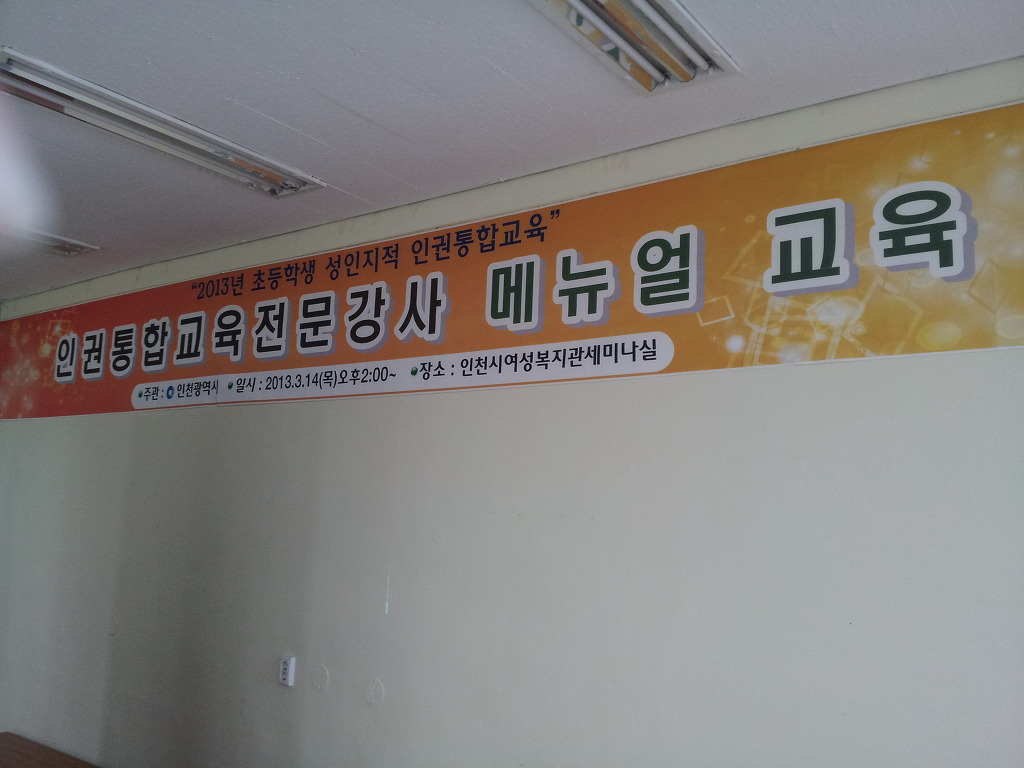 “2013년 초등학생 성인지적 인권통합교육”
인권통합교육전문강사 메뉴얼 교육
주관 : 인천광역시 일시 : 2013.3.14(목)오후2:00~ 장소 : 인천시여성복지관세미나실